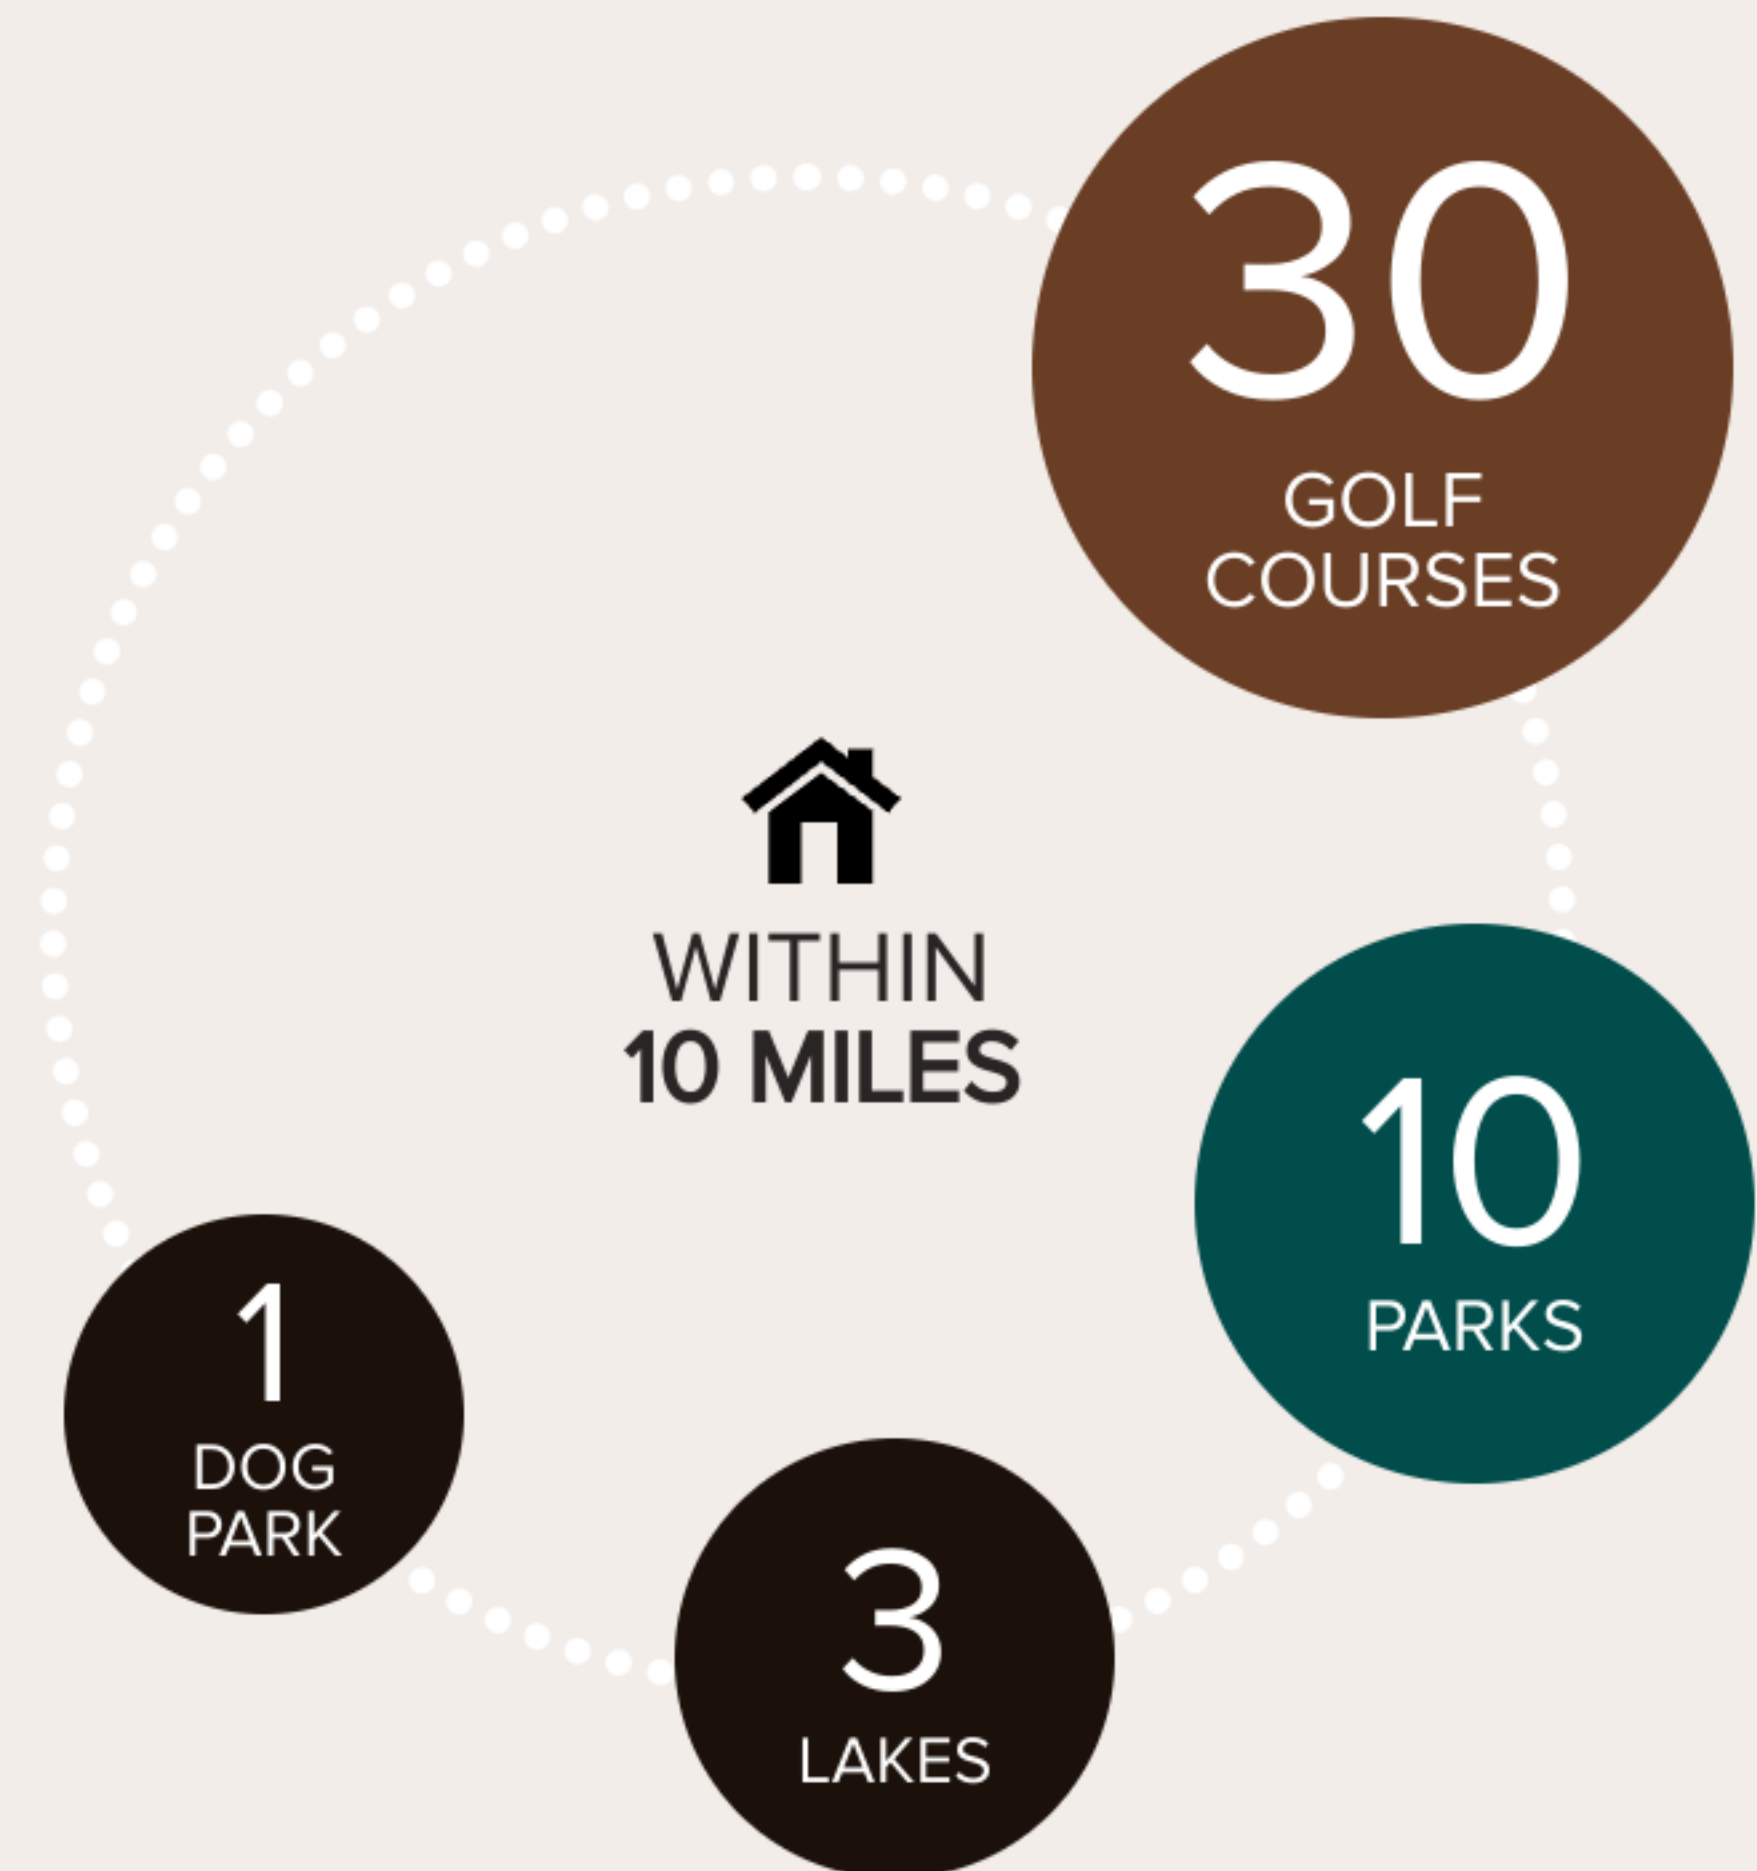 30
GOLF
COURSES
WITHIN
10 MILES
10
PARKS
1
DOG
PARK
3
LAKES